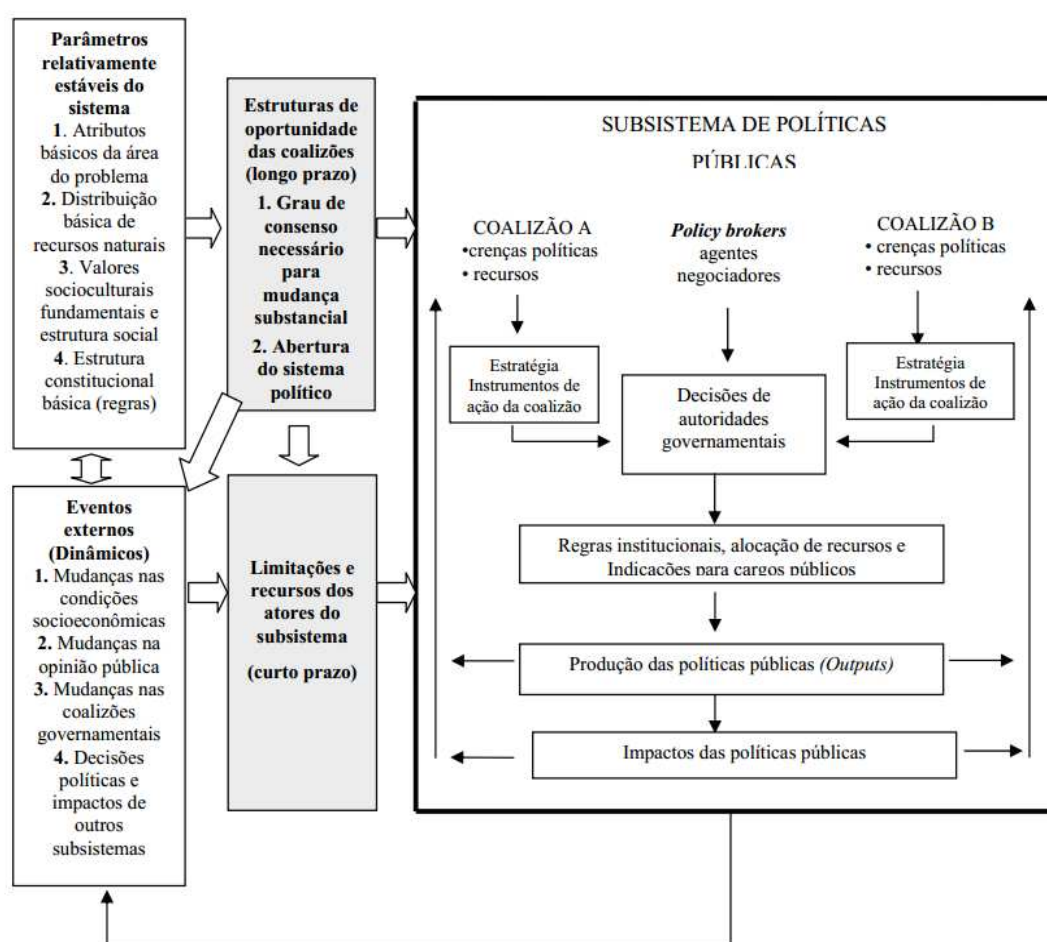 Parâmetros
relativamente
estáveis do
sistema
1. Atributos
básicos da área
do problema
2. Distribuição
básica de
recursos naturais
3. Valores
socioculturais
fundamentais e
estrutura social
4. Estrutura
constitucional
básica (regras)
Eventos
externos
(Dinâmicos)
1. Mudanças nas
condições
socioeconômicas
2. Mudanças na
opinião pública
3. Mudanças nas
coalizões
governamentais
4. Decisões
políticas e
impactos de
outros
subsistemas
Estruturas de
oportunidade
das coalizões
(longo prazo)
1. Grau de
consenso
necessário
para
mudança
substancial
2. Abertura
do sistema
político
Limitações e
recursos dos
atores do
subsistema
(curto prazo)
SUBSISTEMA DE POLÍTICAS
PÚBLICAS
COALIZÃO A
•crenças políticas
• recursos
Policy brokers
agentes
negociadores
COALIZÃO B
• crenças políticas
• recursos
Estratégia
Instrumentos de
ação da coalizão
Decisões de
autoridades
governamentais
Estratégia
Instrumentos de
ação da coalizão
Regras institucionais, alocação de recursos e
Indicações para cargos públicos
Produção das políticas públicas (Outputs)
Impactos das políticas públicas